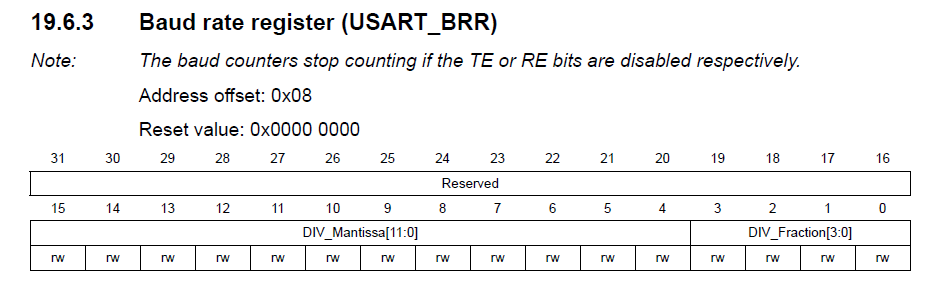 19.6.3 Baud rate register (USART_BRR)
Note: The baud counters stop counting if the TE or RE bits are disabled respectively.
Address offset: 0x08
Reset value: 0x0000 0000
31 30 29 28 27 26 25 24 23 22 21 20 19 18 17 16
Reserved
15 14 13 12 11 10 9 8 7 6 5 4 3 2 1 0
DIV_Mantissa[11:0] DIV_Fraction[3:0]
rw rw rw rw rw rw rw rw rw rw rw rw rw rw rw rw